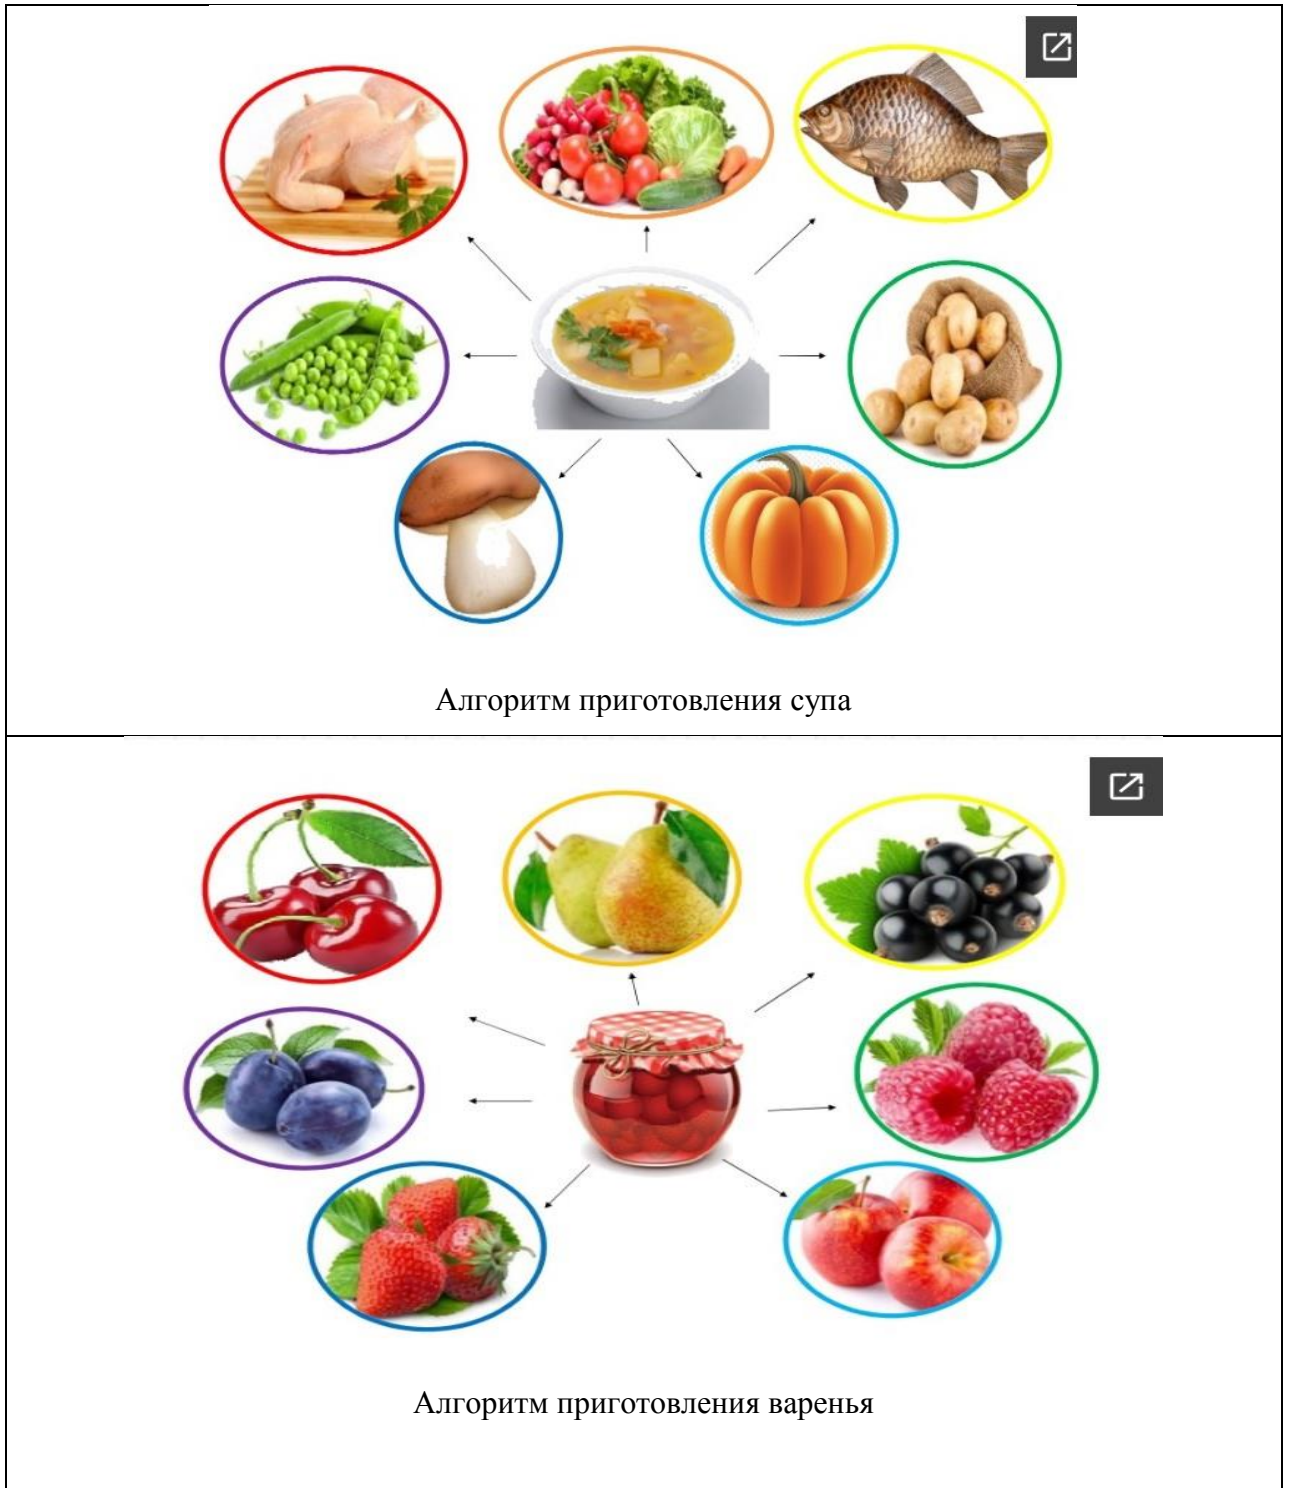 Алгоритм приготовления супа
Алгоритм приготовления варенья